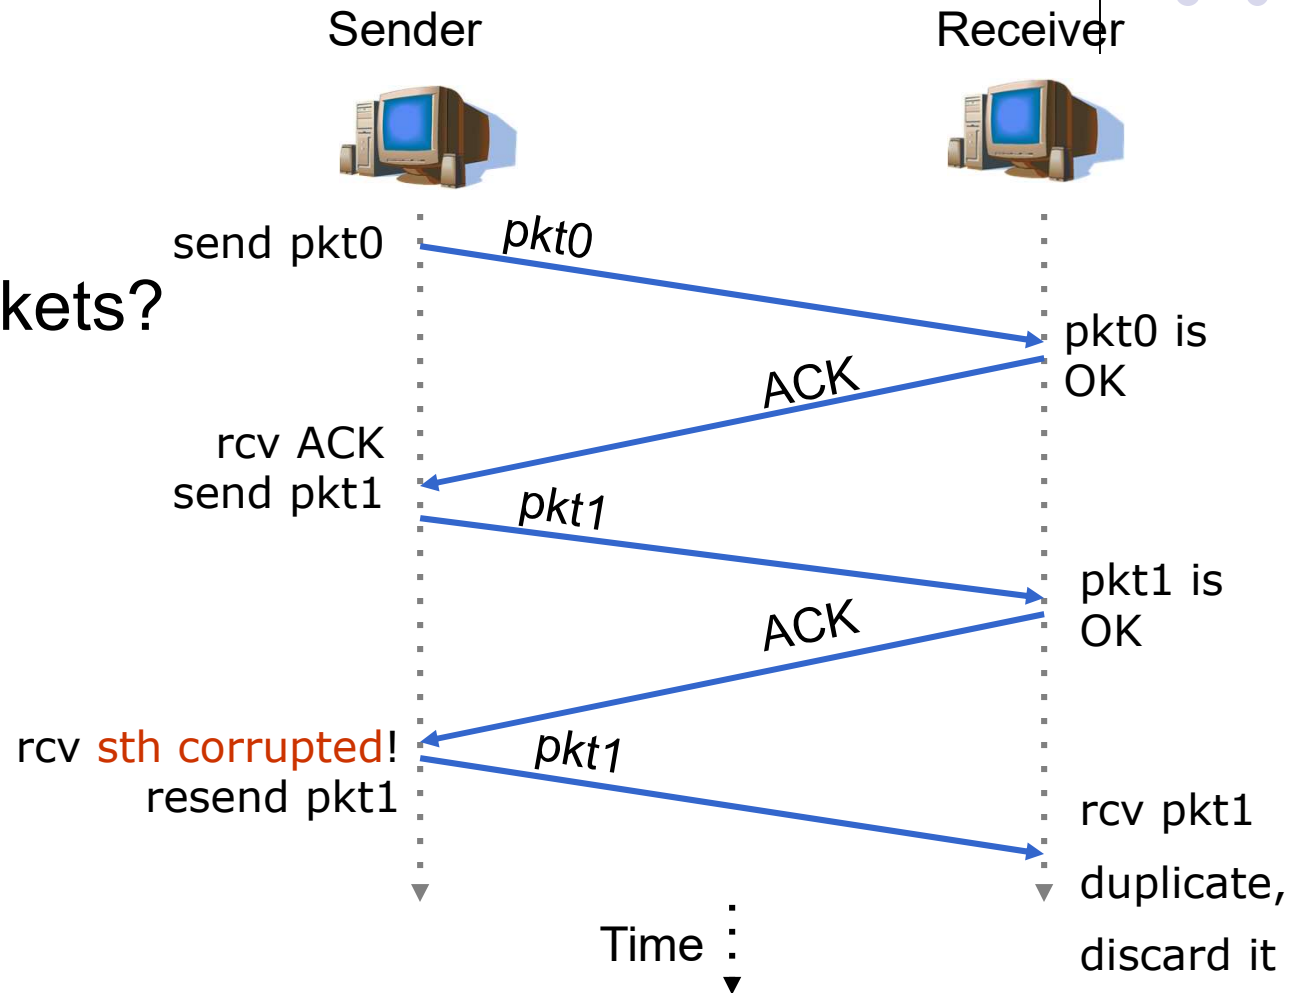 Sender
Receiver
send pkt0
pkt0
kets?
pkt0 is
OK
ACK
rcv ACK
send pkt1
pkt1
pkt1 is
OK
ACK
rcv sth corrupted!
resend pkt1
pkt1
rcv pkt1
duplicate,
discard it
Time